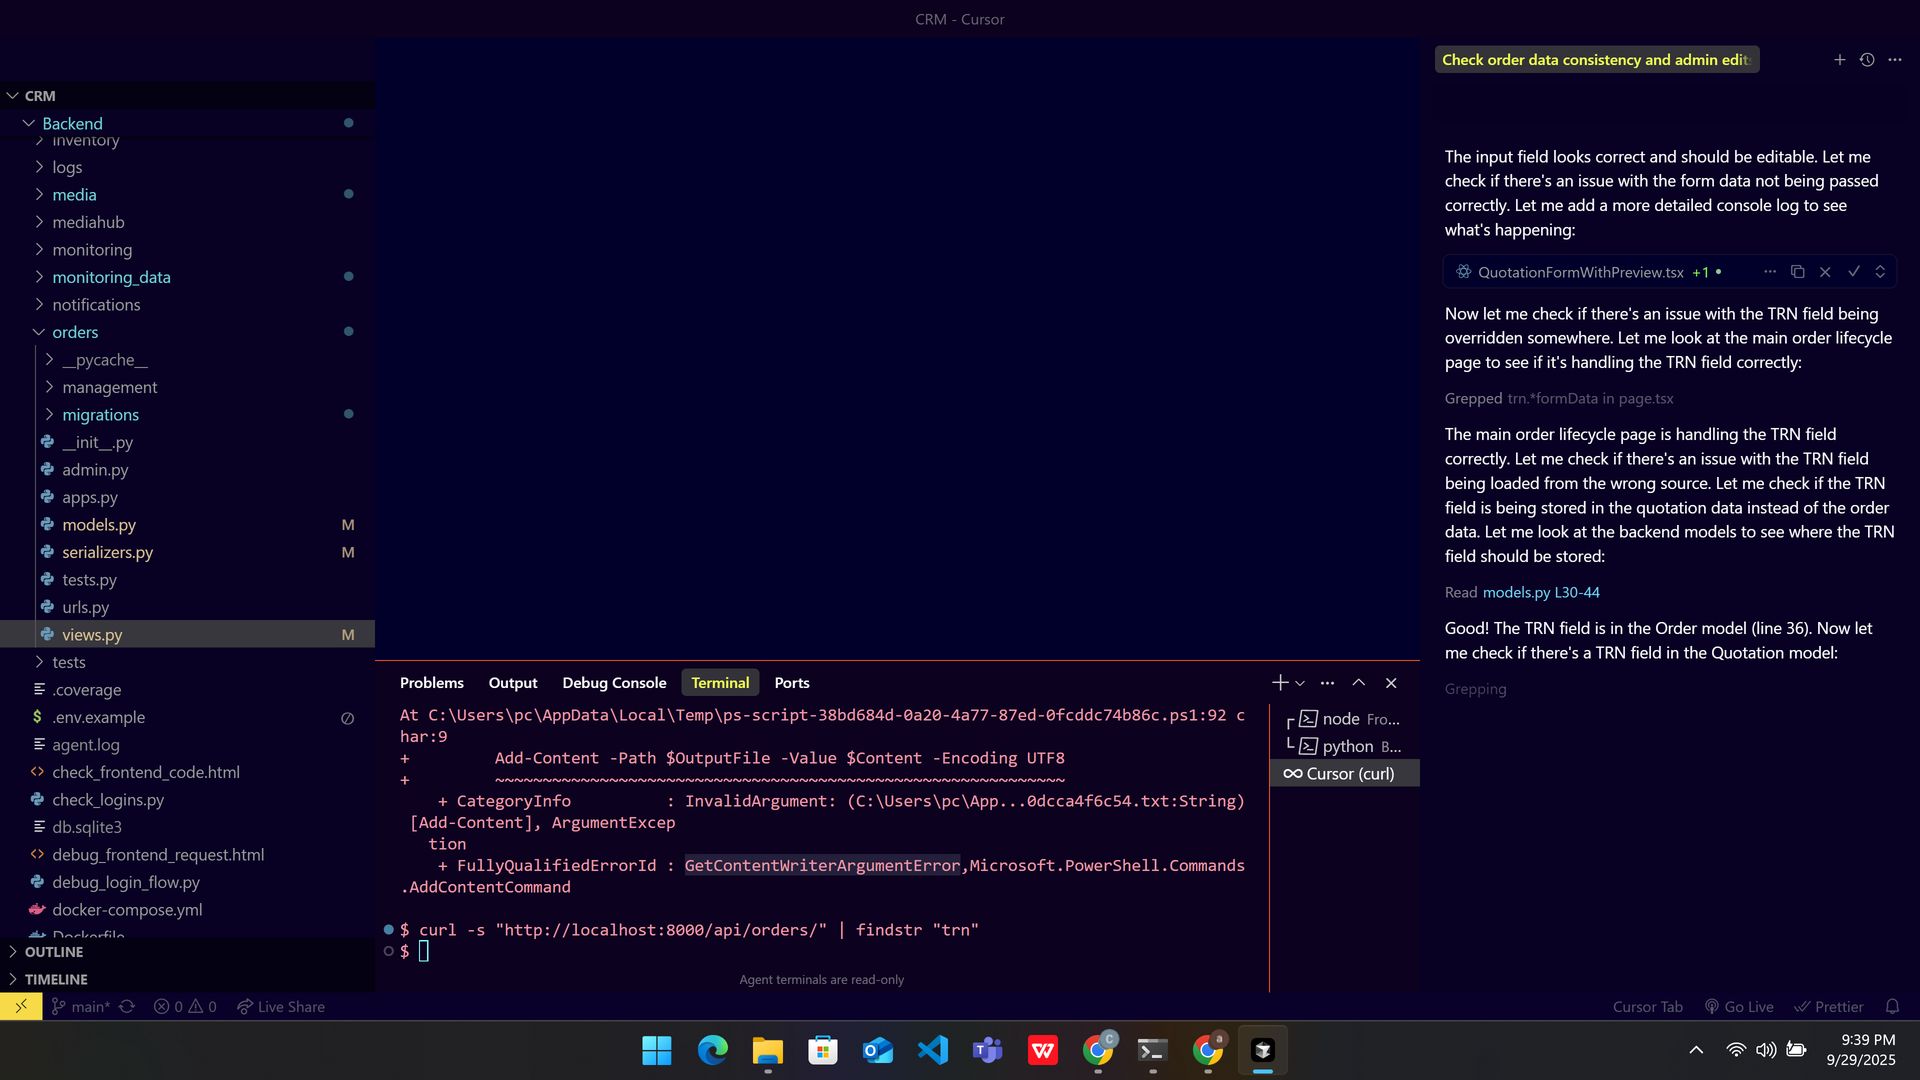 CRM - Cursor
CRM
Backend
inventory
logs
media
mediahub
monitoring
monitoring_data
notifications
orders
__pycache__
management
migrations
__init__.py
admin.py
apps.py
models.py M
serializers.py M
tests.py
urls.py
views.py M
tests
.coverage
.env.example
agent.log
check_frontend_code.html
check_logins.py
db.sqlite3
debug_frontend_request.html
debug_login_flow.py
docker-compose.yml
Dockerfile
OUTLINE
TIMELINE
Problems Output Debug Console Terminal Ports
At C:\Users\pc\AppData\Local\Temp\ps-script-38bd684d-0a20-4a77-87ed-0fcddc74b86c.ps1:92 c
har:9
+ Add-Content -Path $OutputFile -Value $Content -Encoding UTF8
+ ~~~~~~~~~~~~~~~~~~~~~~~~~~~~~~~~~~~~~~~~~~~~~~~~~~~~~~~~~~~~
+ CategoryInfo : InvalidArgument: (C:\Users\pc\App...0dcca4f6c54.txt:String)
[Add-Content], ArgumentExcep
tion
+ FullyQualifiedErrorId : GetContentWriterArgumentError,Microsoft.PowerShell.Commands
.AddContentCommand
$ curl -s "http://localhost:8000/api/orders/" | findstr "trn"
$
Agent terminals are read-only
node Fro...
python B...
Cursor (curl)
Check order data consistency and admin edit
The input field looks correct and should be editable. Let me
check if there's an issue with the form data not being passed
correctly. Let me add a more detailed console log to see
what's happening:
QuotationFormWithPreview.tsx +1
Now let me check if there's an issue with the TRN field being
overridden somewhere. Let me look at the main order lifecycle
page to see if it's handling the TRN field correctly:
Grepped trn.*formData in page.tsx
The main order lifecycle page is handling the TRN field
correctly. Let me check if there's an issue with the TRN field
being loaded from the wrong source. Let me check if the TRN
field is being stored in the quotation data instead of the order
data. Let me look at the backend models to see where the TRN
field should be stored:
Read models.py L30-44
Good! The TRN field is in the Order model (line 36). Now let
me check if there's a TRN field in the Quotation model:
Grepping
main* 0 0 Live Share
Cursor Tab Go Live Prettier
9:39 PM
9/29/2025